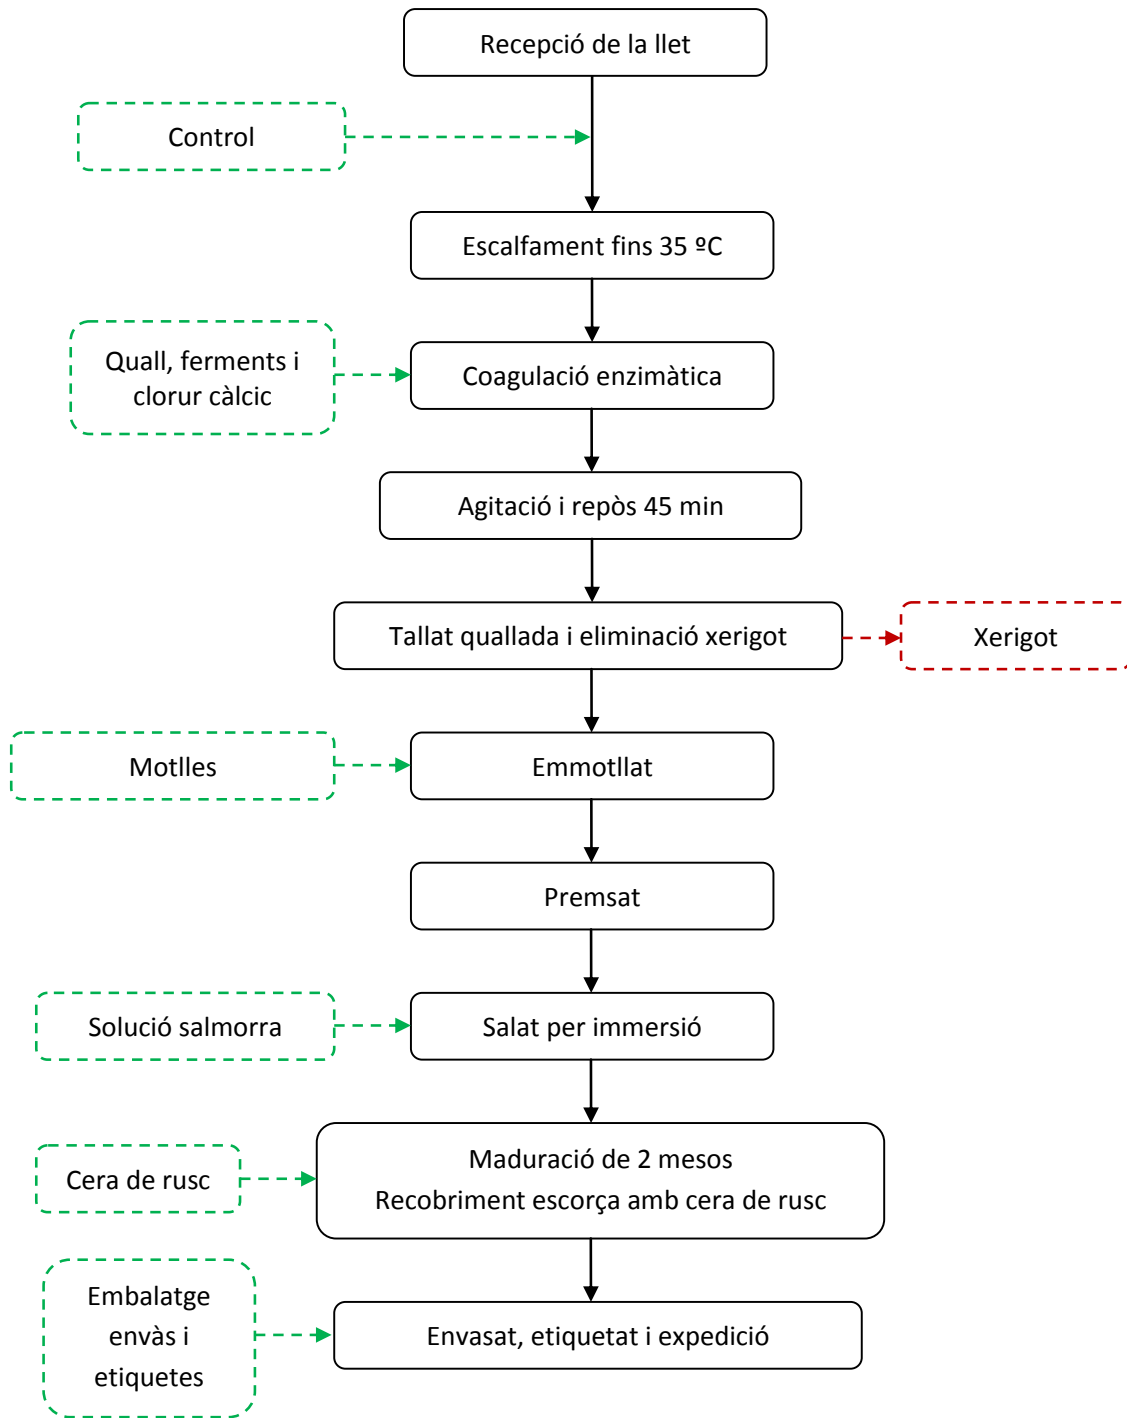 Recepció de la llet
Control
Escalfament fins 35 ºC
Quall, ferments i
clorur càlcic
Coagulació enzimàtica
Agitació i repòs 45 min
Tallat quallada i eliminació xerigot
Xerigot
Motlles
Emmotllat
Premsat
Solució salmorra
Salat per immersió
Cera de rusc
Maduració de 2 mesos
Recobriment escorça amb cera de rusc
Embalatge
envàs i
etiquetes
Envasat, etiquetat i expedició